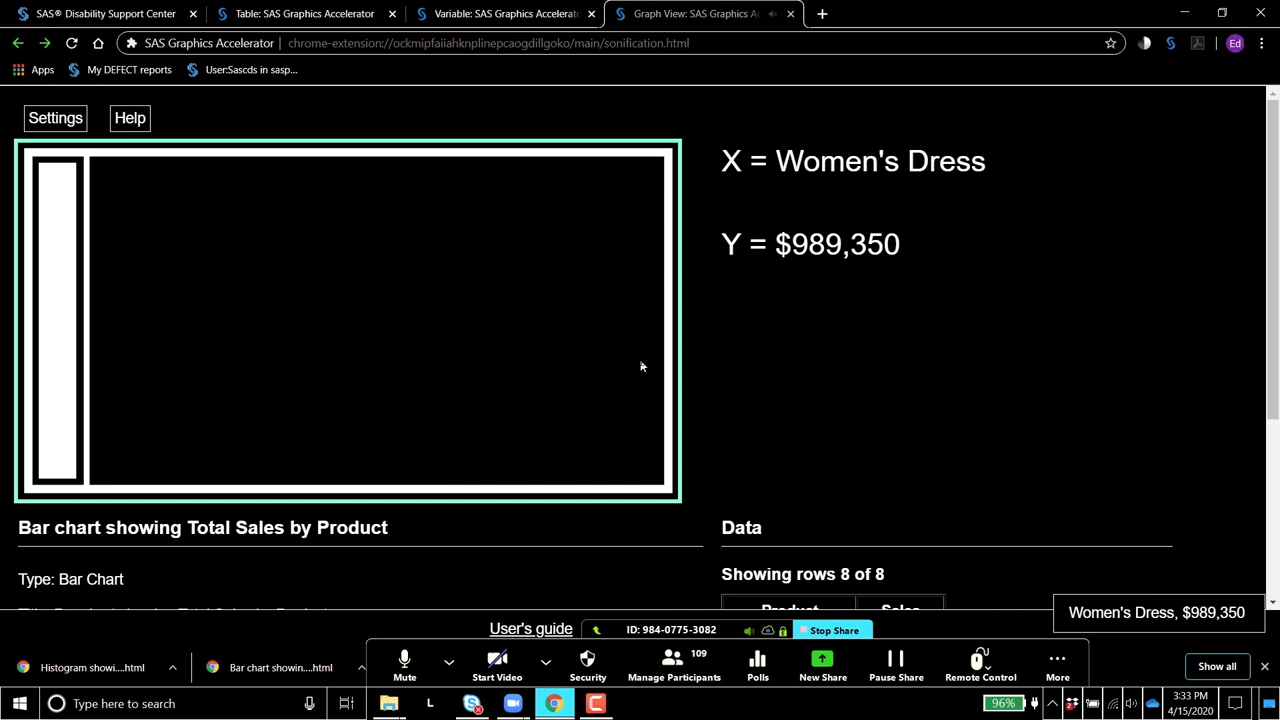 SAS® Disability Support Center
Table: SAS Graphics Accelerator
Variable: SAS Graphics Accelerato
Graph View: SAS Graphics A
SAS Graphics Accelerator
chrome-extension://ockmipfaiiahknplinepcaogdillgoko/main/sonification.html
Ed
Apps
My DEFECT reports
User:Sascds in sasp...
Settings
Help
X = Women's Dress
Y = $989,350
Bar chart showing Total Sales by Product
Data
Type: Bar Chart
Showing rows 8 of 8
Product
Sales
Women's Dress, $989,350
User's guide
ID: 984-0775-3082
Stop Share
Histogram showi....html
Bar chart showin....html
109
Mute
Start Video
Security
Manage Participants
Polls
New Share
Pause Share
Remote Control
More
Show all
Type here to search
L
96%
3:33 PM
4/15/2020